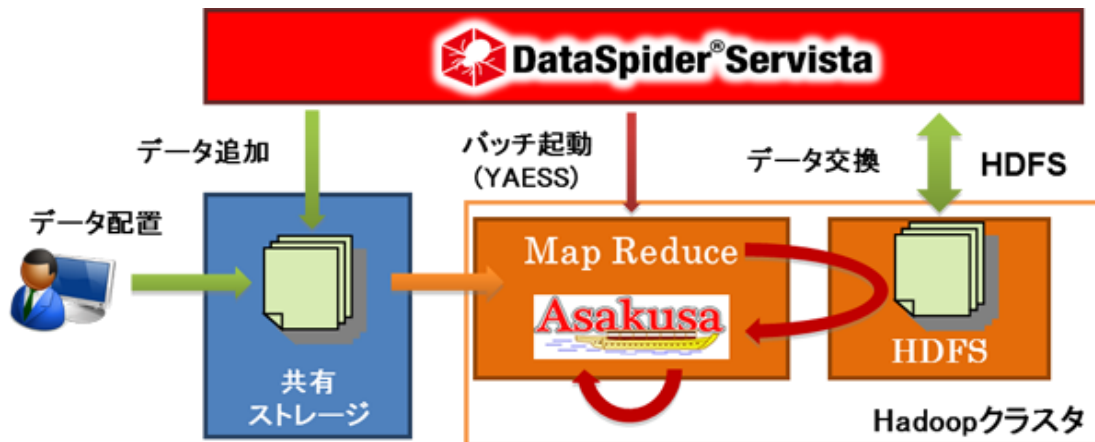 DataSpider®Servista
データ追加
バッチ起動
(YAESS)
データ交換
HDFS
データ配置
Map Reduce
Asakusa
HDFS
共有
ストレージ
Hadoopクラスタ